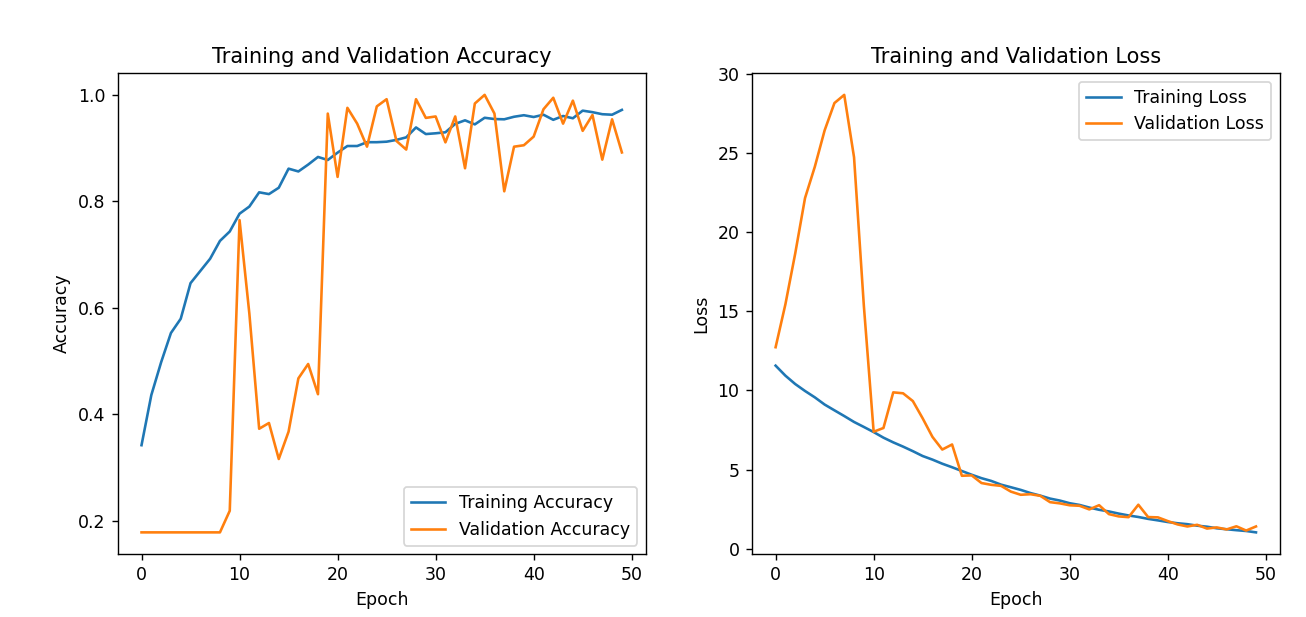 Training and Validation Accuracy
1.0
0.8
0.6
0.4
0.2
Accuracy
Training Accuracy
Validation Accuracy
0 10 20 30 40 50
Epoch
Training and Validation Loss
30
25
20
15
10
5
0
Loss
Training Loss
Validation Loss
0 10 20 30 40 50
Epoch